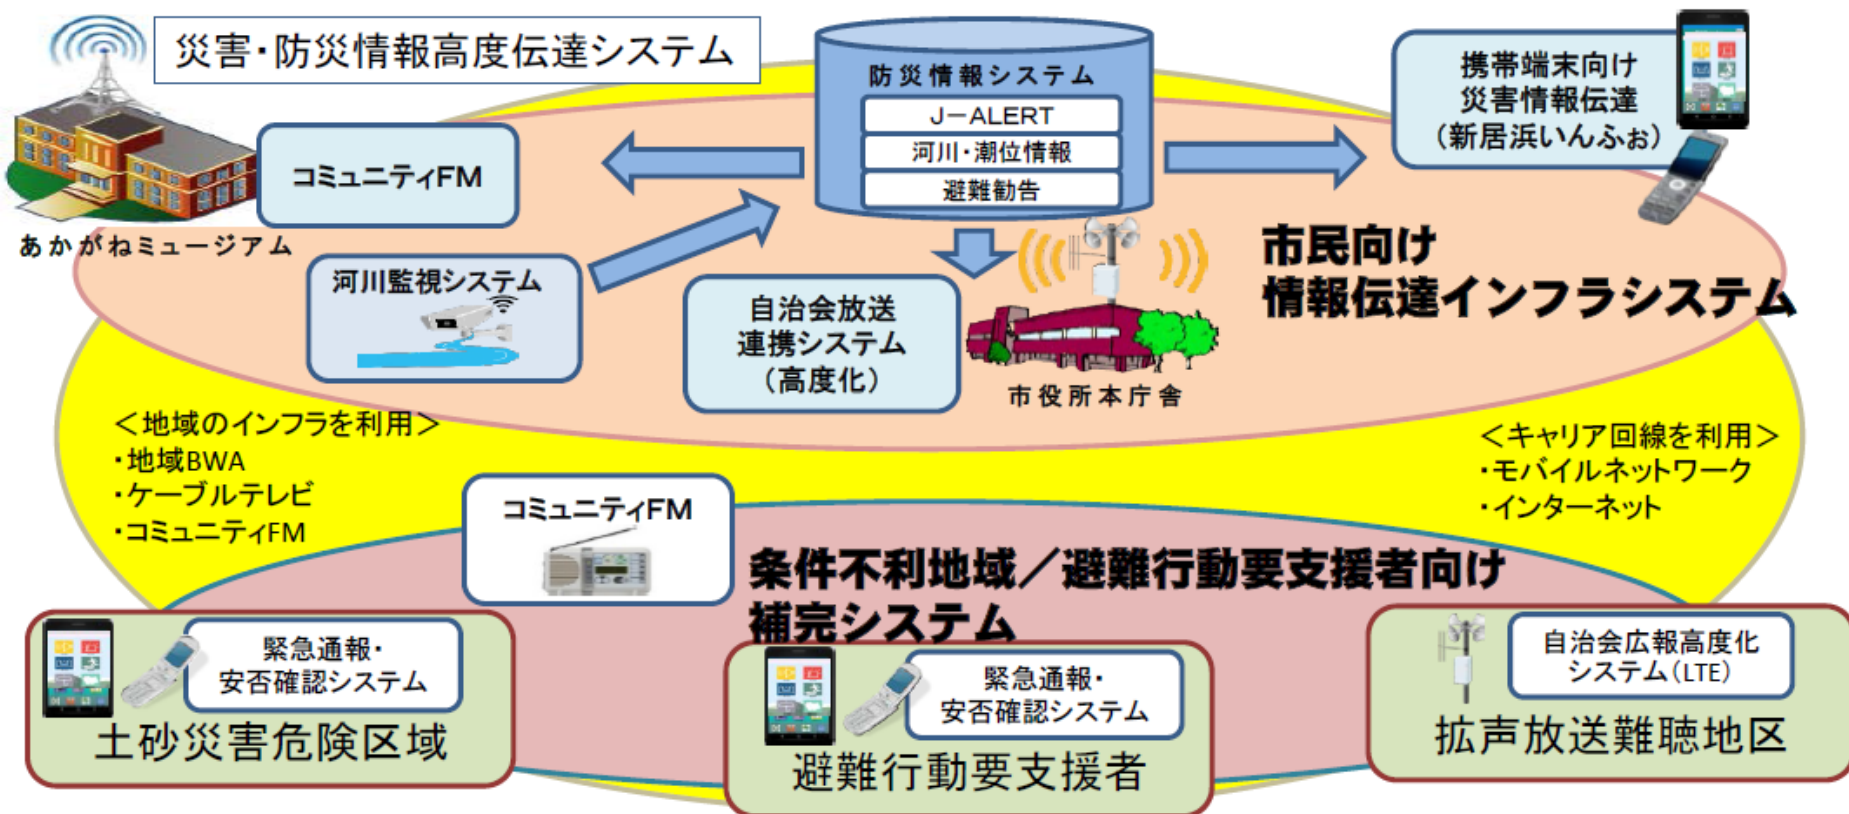 災害・防災情報高度伝達システム
防災情報システム
J－ALERT
河川・潮位情報
避難勧告
携帯端末向け
災害情報伝達
（新居浜いんふぉ）
コミュニティFM
あかがねミュージアム
河川監視システム
自治会放送
連携システム
（高度化）
市役所本庁舎
市民向け
情報伝達インフラシステム
＜地域のインフラを利用＞
・地域BWA
・ケーブルテレビ
・コミュニティFM
＜キャリア回線を利用＞
・モバイルネットワーク
・インターネット
コミュニティFM
条件不利地域／避難行動要支援者向け
補完システム
緊急通報・
安否確認システム
土砂災害危険区域
緊急通報・
安否確認システム
避難行動要支援者
自治会広報高度化
システム（LTE）
拡声放送難聴地区